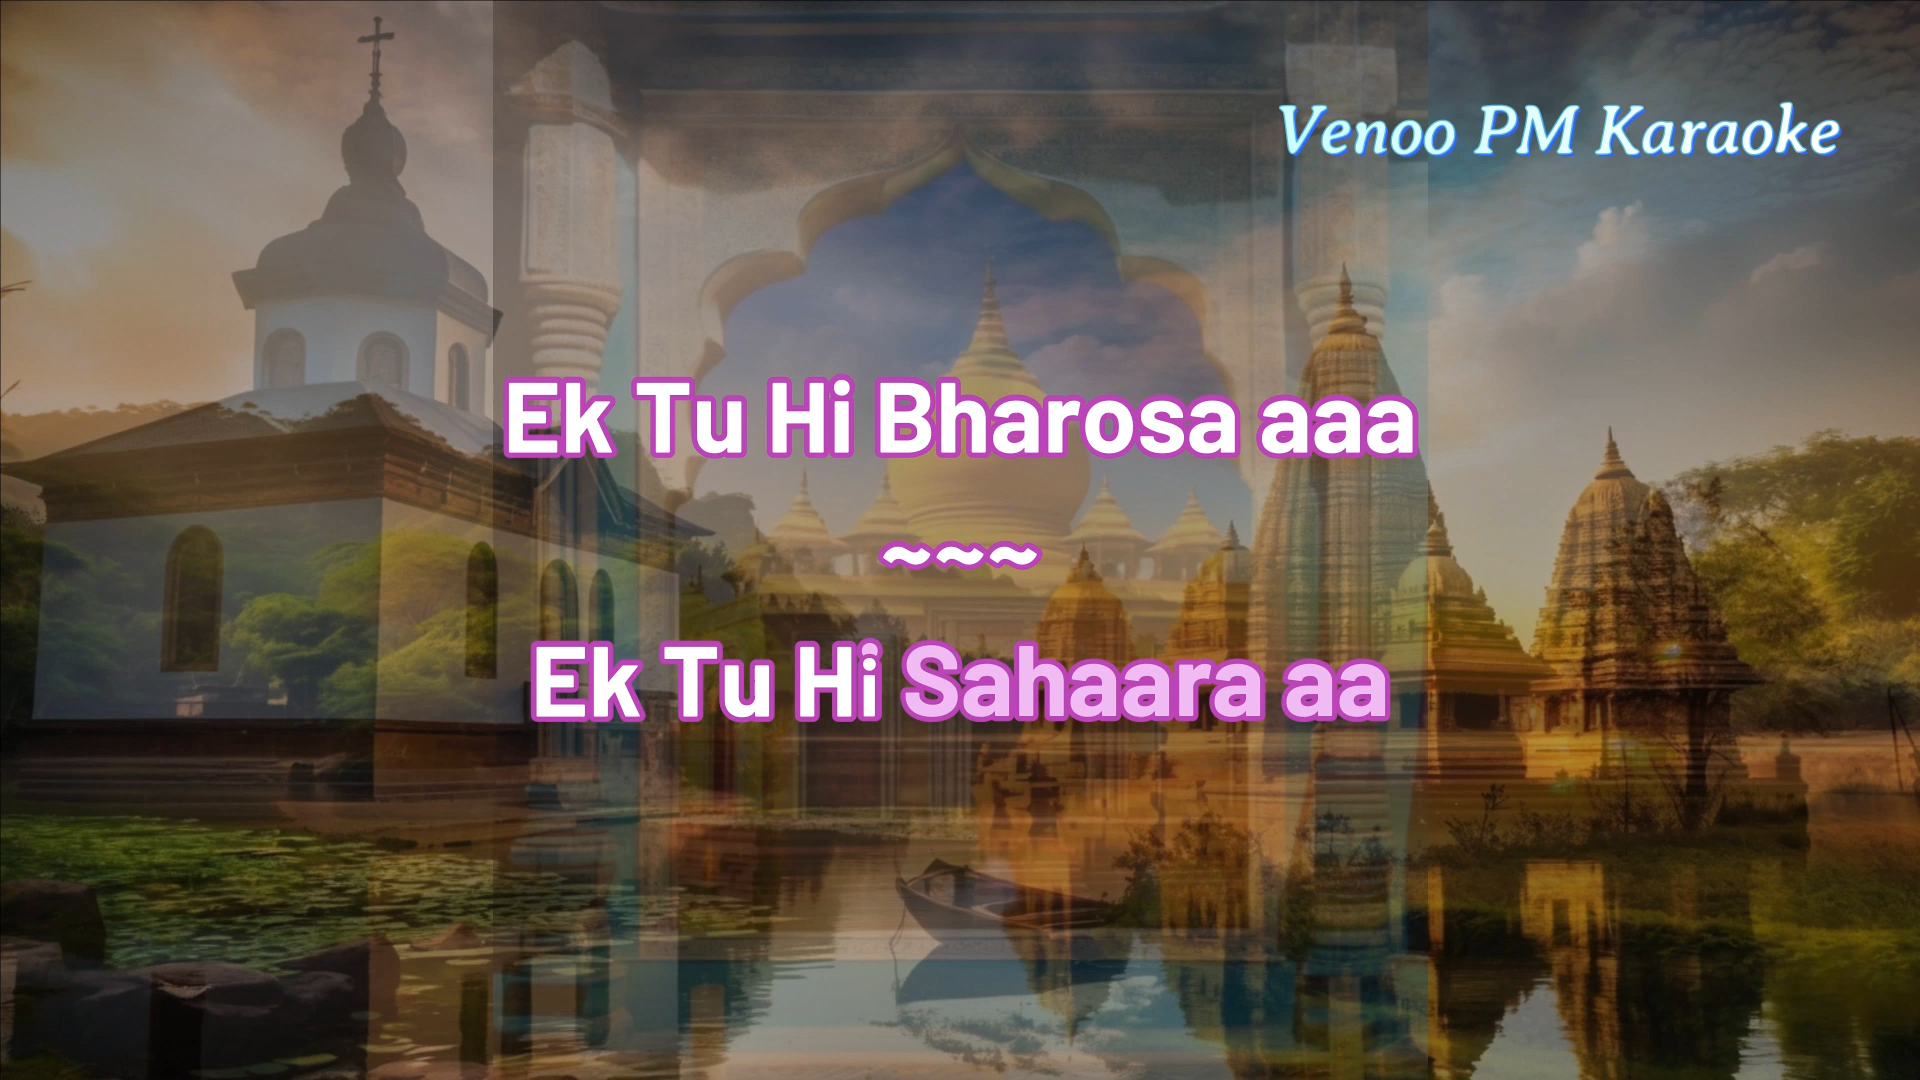 Venoo PM Karaoke
Ek Tu Hi Bharosa aaa
~~~
Ek Tu Hi Sahaara aa